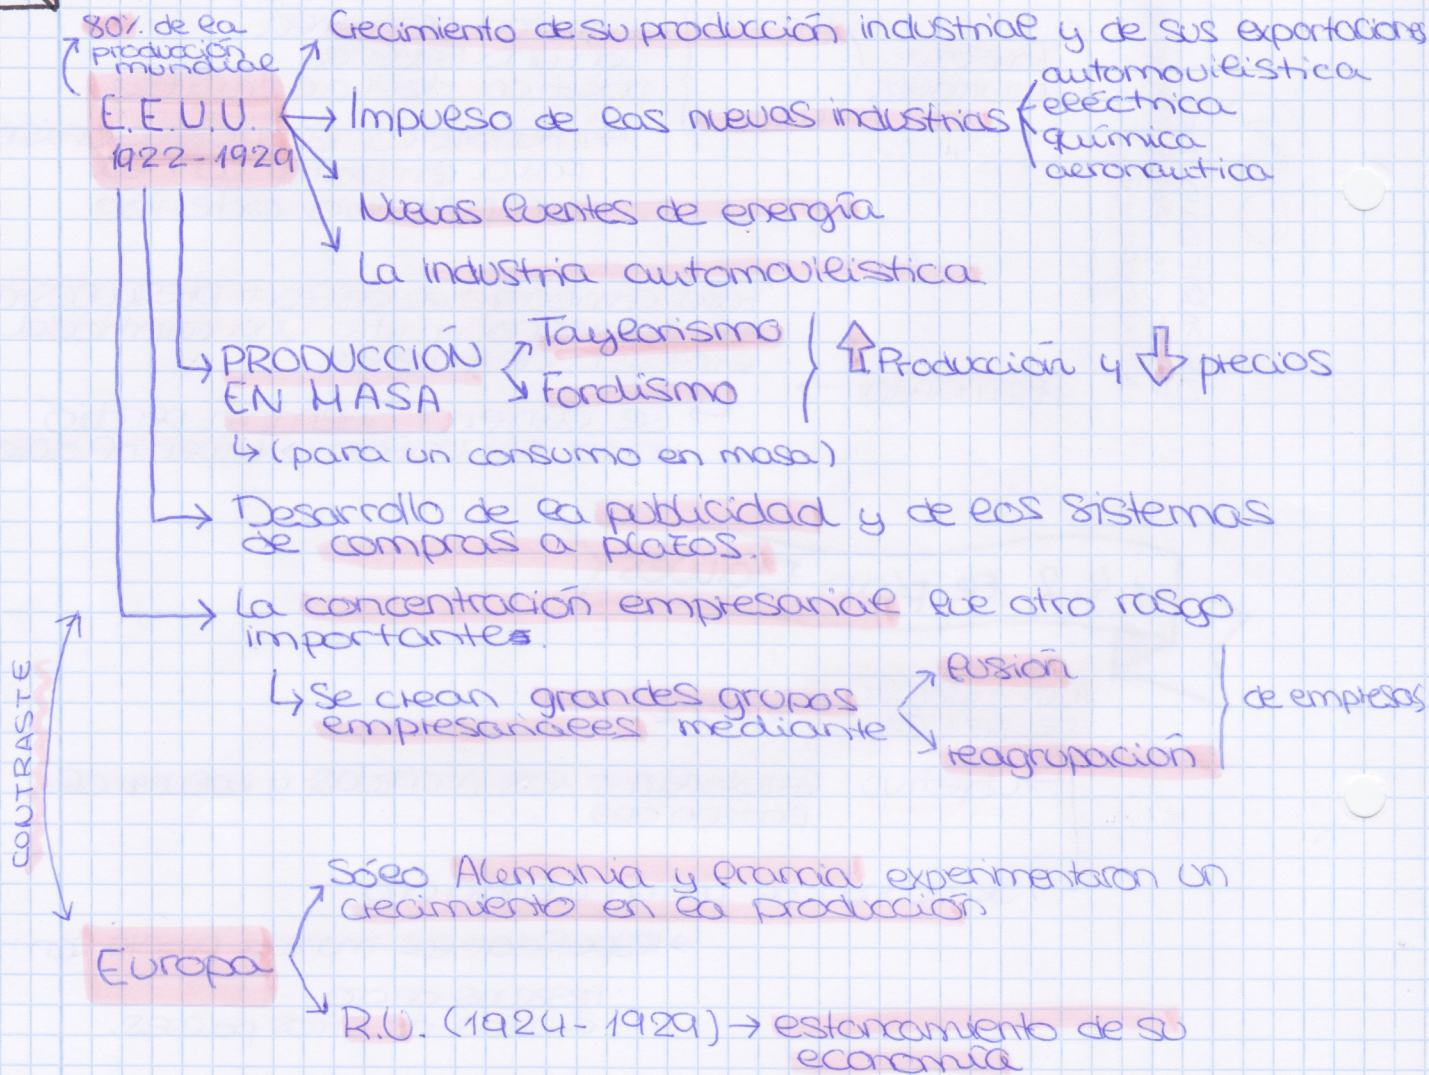 80% de la
producción
mundial
E.E.U.U.
1922-1929
Crecimiento de su producción industrial y de sus exportaciones
Impulso de las nuevas industrias
automovilística
eléctrica
química
aeronautica
Nuevas fuentes de energía
La industria automovilistica
PRODUCCIÓN
EN MASA
Taylorismo
Fordismo
Producción y precios
(para un consumo en masa)
Desarrollo de la publicidad y de los sistemas
de compras a plazos.
La concentración empresarial fue otro rasgo
importante.
Se crean grandes grupos
empresariales mediante
fusión
reagrupación
de empresas
CONTRASTE
Europa
Sólo Alemania y Francia experimentaron un
crecimiento en la producción
R.U. (1924-1929) → estancamiento de su
economía